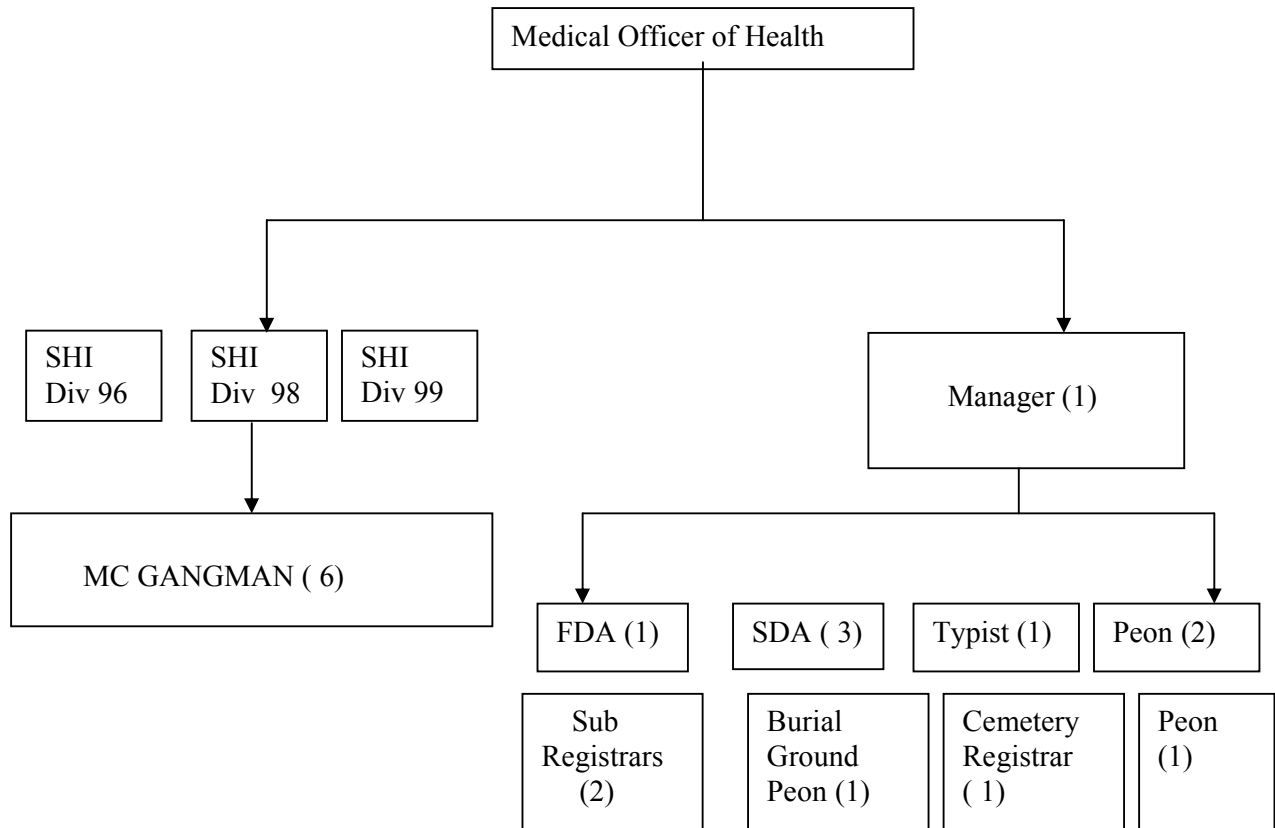 Medical Officer of Health
SHI
Div 96
SHI
Div 98
SHI
Div 99
Manager (1)
MC GANGMAN ( 6)
FDA (1)
SDA ( 3)
Typist (1)
Peon (2)
Sub
Registrars
(2)
Burial
Ground
Peon (1)
Cemetery
Registrar
( 1)
Peon
(1)